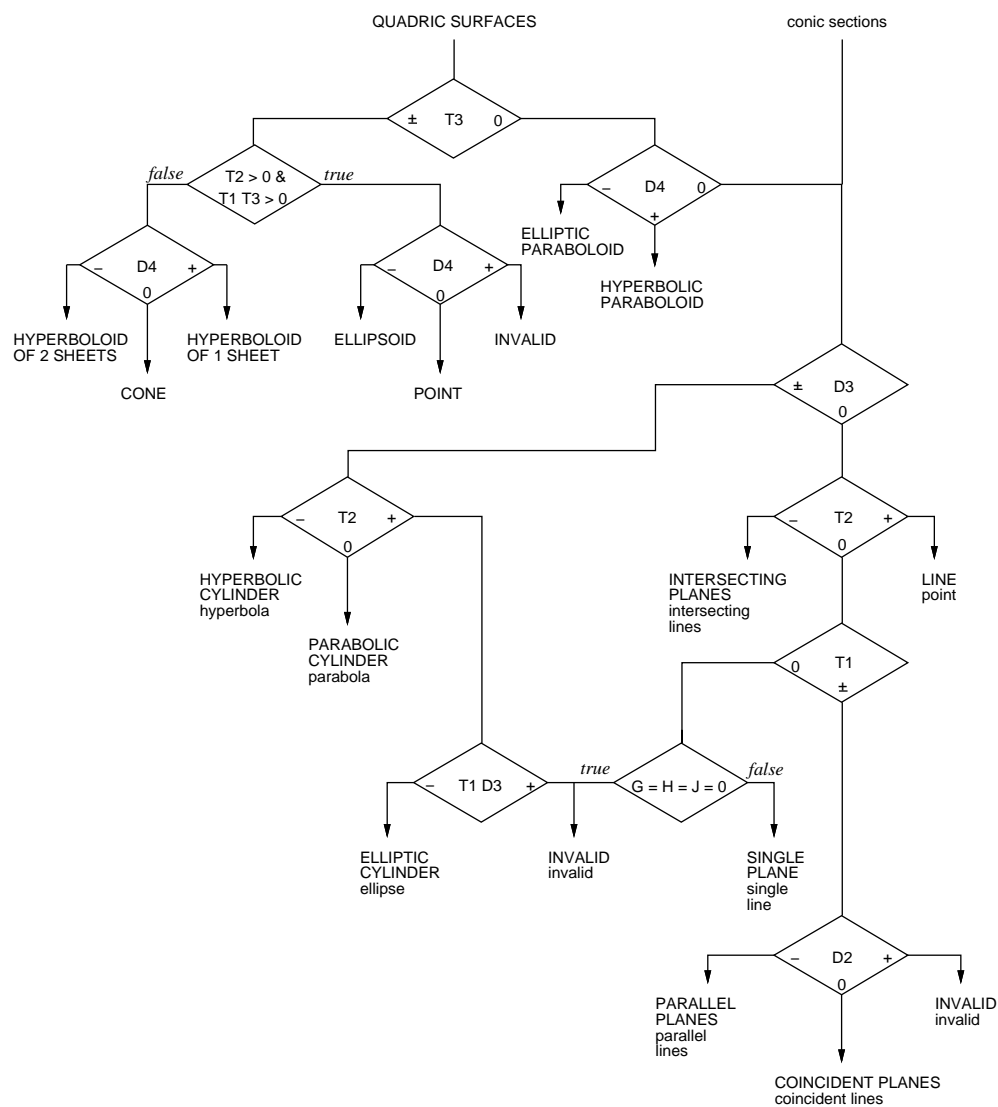 QUADRIC SURFACES
conic sections
± T3 0
false
T2 > 0 &
T1 T3 > 0
true
– D4 0
+
ELLIPTIC
PARABOLOID
HYPERBOLIC
PARABOLOID
– D4 +
0
– D4 +
0
HYPERBOLOID
OF 2 SHEETS
HYPERBOLOID
OF 1 SHEET
ELLIPSOID
INVALID
CONE
POINT
± D3
0
– T2 +
0
– T2 +
0
HYPERBOLIC
CYLINDER
hyperbola
PARABOLIC
CYLINDER
parabola
INTERSECTING
PLANES
intersecting
lines
LINE
point
0 T1
±
– T1 D3 +
true
G = H = J = 0
false
ELLIPTIC
CYLINDER
ellipse
INVALID
invalid
SINGLE
PLANE
single
line
– D2 +
0
PARALLEL
PLANES
parallel
lines
INVALID
invalid
COINCIDENT PLANES
coincident lines